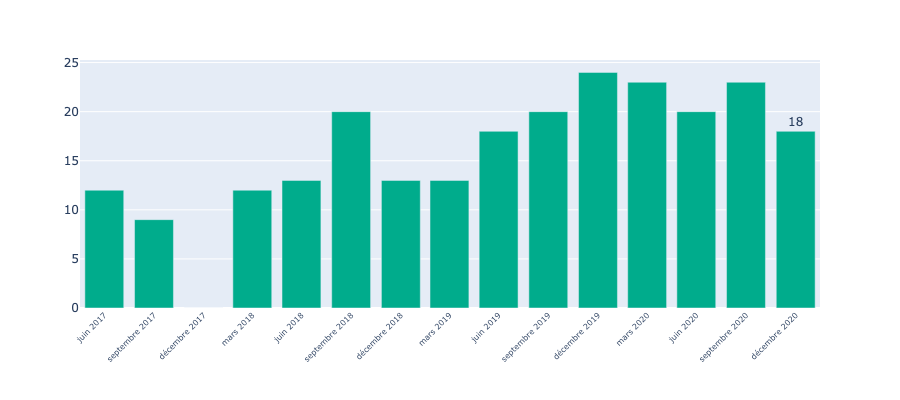 25
20
15
10
5
0
18
juin 2017
septembre 2017
décembre 2017
mars 2018
juin 2018
septembre 2018
décembre 2018
mars 2019
juin 2019
septembre 2019
décembre 2019
mars 2020
juin 2020
septembre 2020
décembre 2020